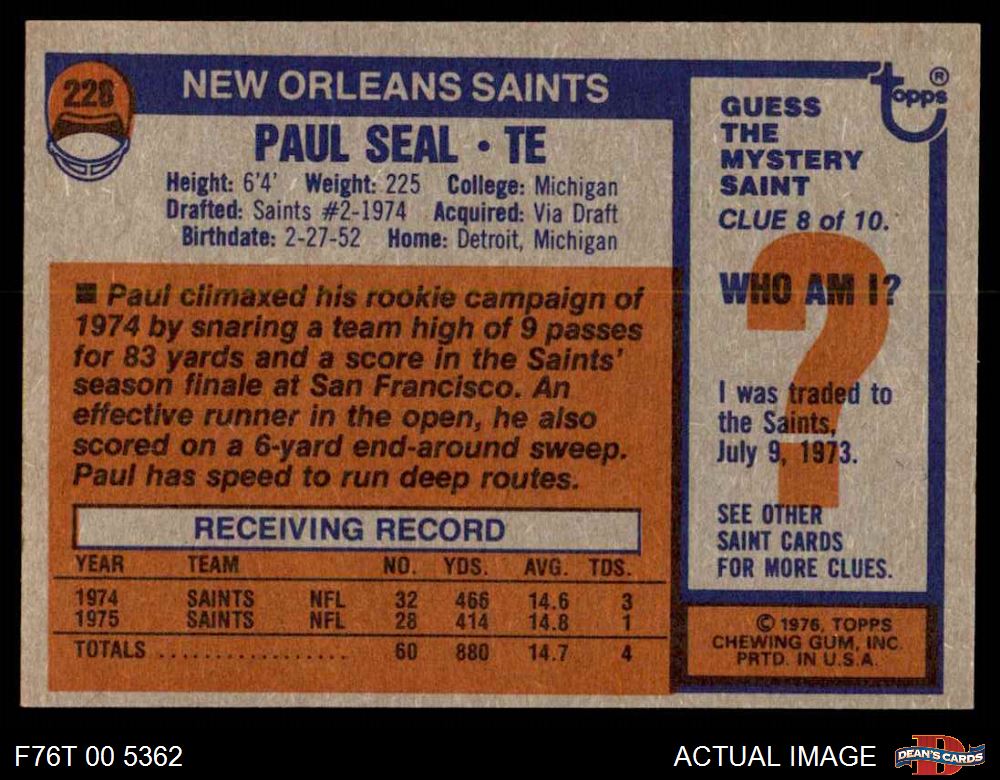 228
NEW ORLEANS SAINTS
PAUL SEAL • TE
Height: 6'4' Weight: 225 College: Michigan
Drafted: Saints #2-1974 Acquired: Via Draft
Birthdate: 2-27-52 Home: Detroit, Michigan
■ Paul climaxed his rookie campaign of
1974 by snaring a team high of 9 passes
for 83 yards and a score in the Saints'
season finale at San Francisco. An
effective runner in the open, he also
scored on a 6-yard end-around sweep.
Paul has speed to run deep routes.
RECEIVING RECORD
YEAR TEAM NO. YDS. AVG. TDS.
1974 SAINTS NFL 32 466 14.6 3
1975 SAINTS NFL 28 414 14.8 1
TOTALS .................. 60 880 14.7 4
topps ®
GUESS
THE
MYSTERY
SAINT
CLUE 8 of 10.
WHO AM I?
I was traded to
the Saints,
July 9, 1973.
SEE OTHER
SAINT CARDS
FOR MORE CLUES.
© 1976, TOPPS
CHEWING GUM, INC.
PRTD. IN U.S.A.
F76T 00 5362
ACTUAL IMAGE
D
DEAN'S CARDS